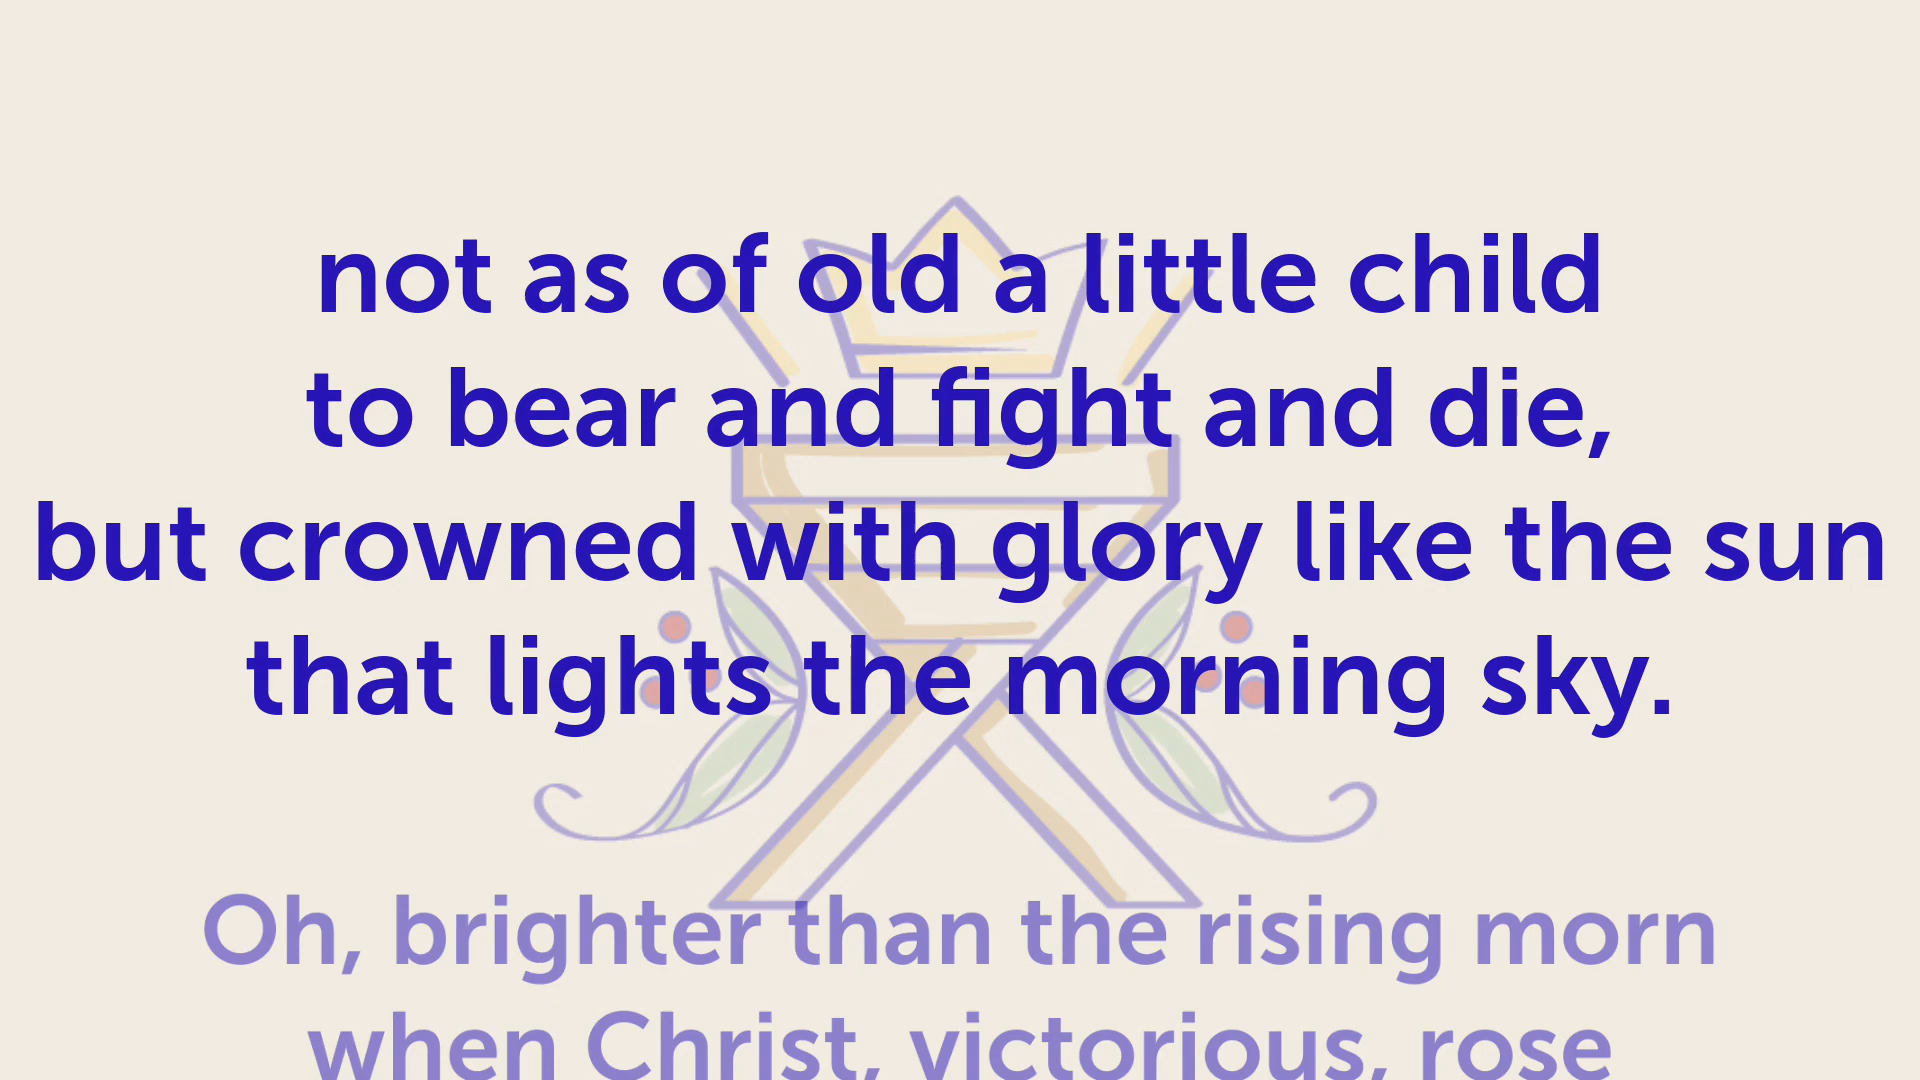 not as of old a little child
to bear and fight and die,
but crowned with glory like the sun
that lights the morning sky.
Oh, brighter than the rising morn
when Christ, victorious, rose